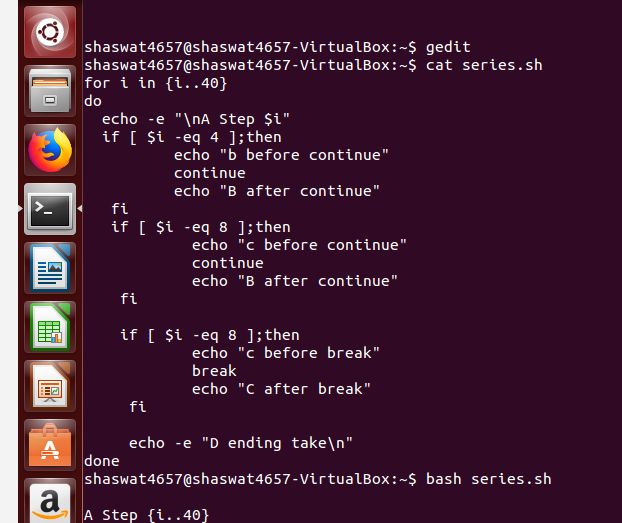 shaswat4657@shaswat4657-VirtualBox:~$ gedit
shaswat4657@shaswat4657-VirtualBox:~$ cat series.sh
for i in {i..40}
do
  echo -e "\nA Step $i"
  if [ $i -eq 4 ];then
          echo "b before continue"
          continue
          echo "B after continue"
   fi
   if [ $i -eq 8 ];then
            echo "c before continue"
            continue
            echo "B after continue"
    fi

    if [ $i -eq 8 ];then
            echo "c before break"
            break
            echo "C after break"
     fi

     echo -e "D ending take\n"
done
shaswat4657@shaswat4657-VirtualBox:~$ bash series.sh

A Step {i..40}